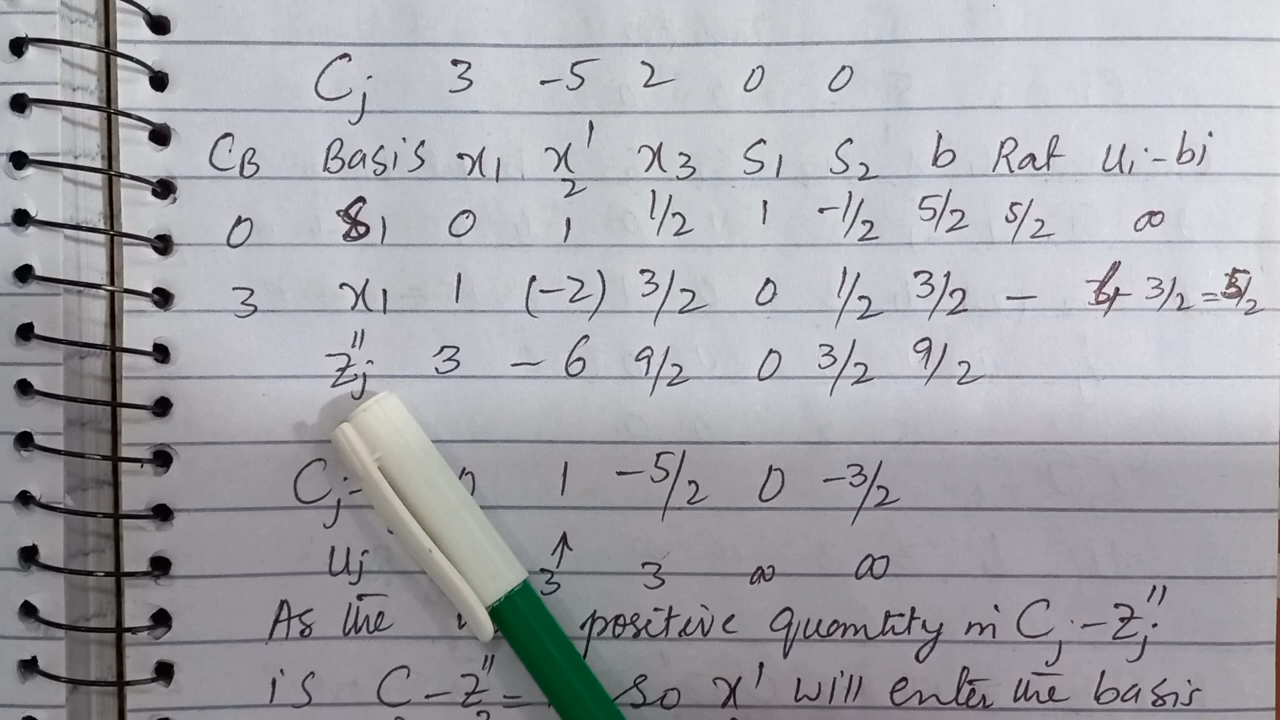 Cj 3 -5 2 0 0
CB Basis x1 x2' x3 S1 S2 b Rat ui-bi
0 S1 0 1 1/2 1 -1/2 5/2 5/2 ∞
3 x1 1 (-2) 3/2 0 1/2 3/2 — 3/2 = 5/2
Zj'' 3 -6 9/2 0 3/2 9/2
Cj- 0 1 -5/2 0 -3/2
uj 3 3 ∞ ∞
As the positive quantity in Cj-Zj''
is C-Z2''= so x' will enter the basis